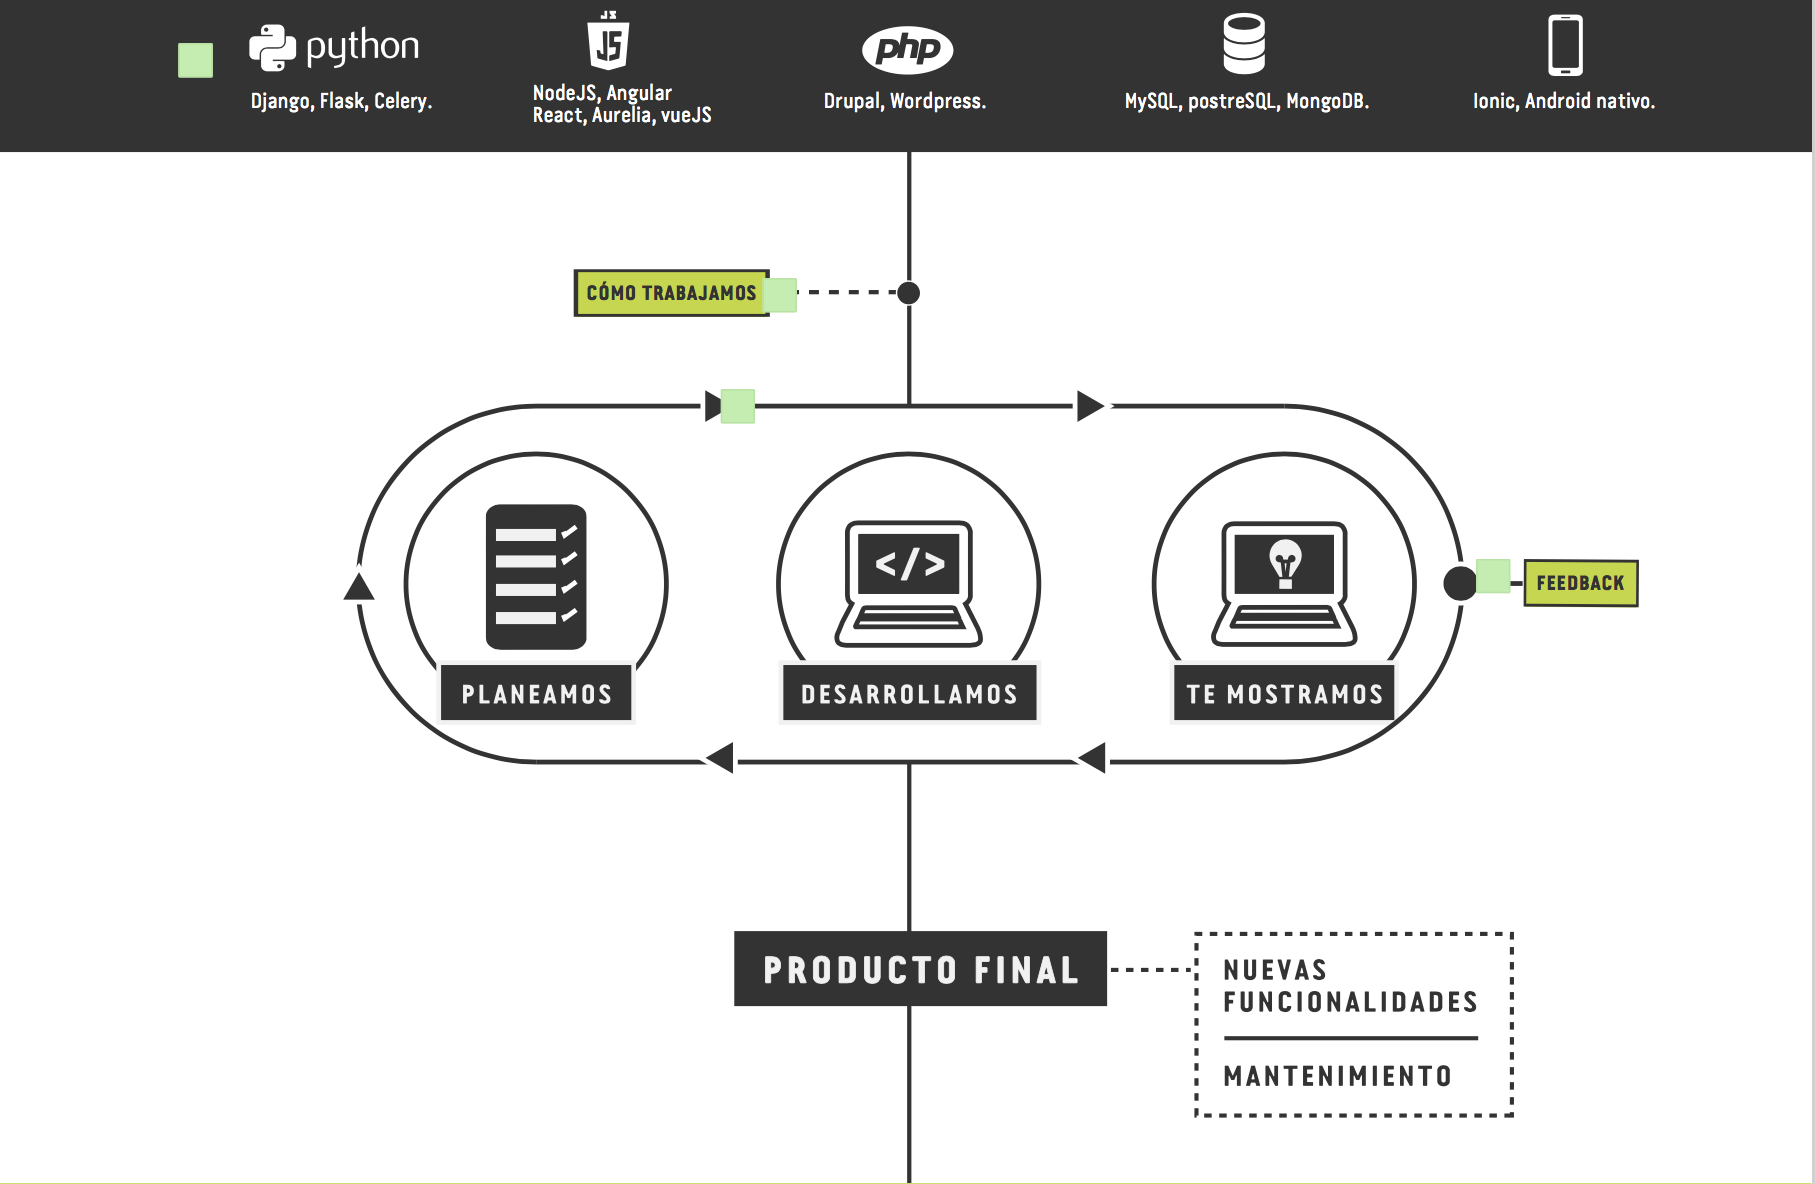 python
Django, Flask, Celery.
JS
JS
NodeJS, Angular
React, Aurelia, vueJS
php
Drupal, Wordpress.
MySQL, postreSQL, MongoDB.
Ionic, Android nativo.
CÓMO TRABAJAMOS
</>
FEEDBACK
PLANEAMOS
DESARROLLAMOS
TE MOSTRAMOS
PRODUCTO FINAL
NUEVAS
FUNCIONALIDADES
MANTENIMIENTO